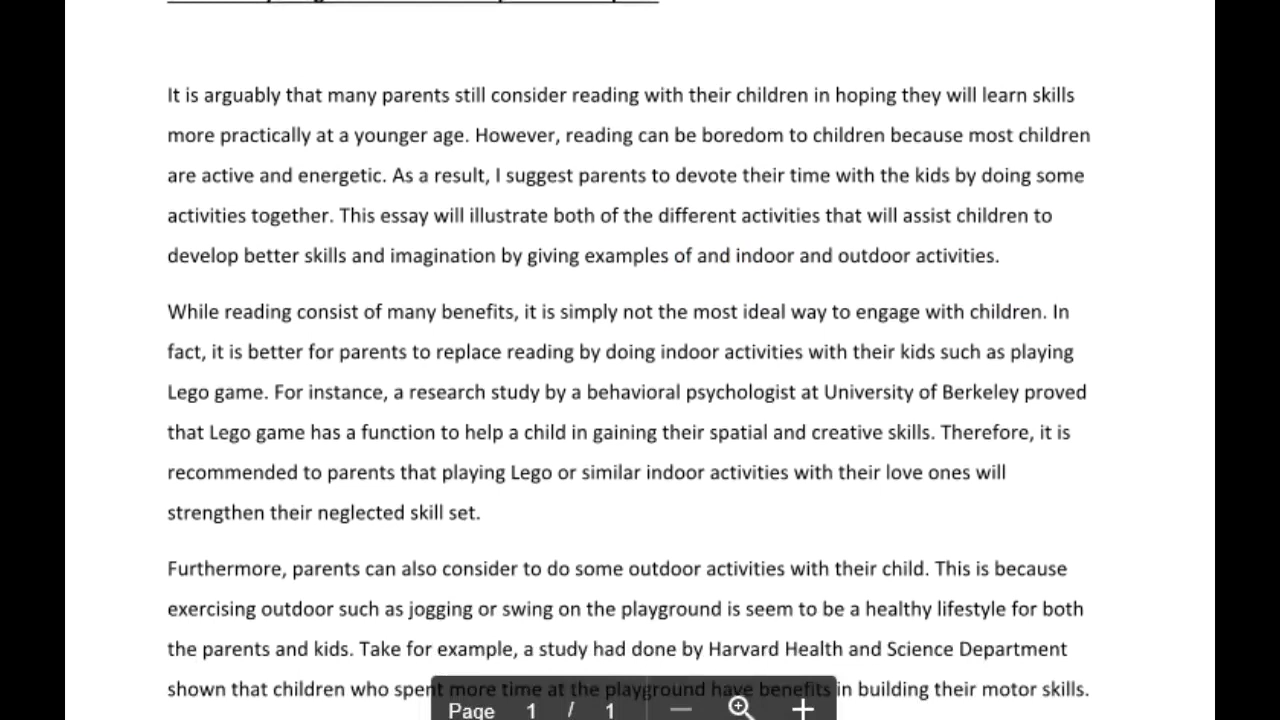 It is arguably that many parents still consider reading with their children in hoping they will learn skills
more practically at a younger age. However, reading can be boredom to children because most children
are active and energetic. As a result, I suggest parents to devote their time with the kids by doing some
activities together. This essay will illustrate both of the different activities that will assist children to
develop better skills and imagination by giving examples of and indoor and outdoor activities.
While reading consist of many benefits, it is simply not the most ideal way to engage with children. In
fact, it is better for parents to replace reading by doing indoor activities with their kids such as playing
Lego game. For instance, a research study by a behavioral psychologist at University of Berkeley proved
that Lego game has a function to help a child in gaining their spatial and creative skills. Therefore, it is
recommended to parents that playing Lego or similar indoor activities with their love ones will
strengthen their neglected skill set.
Furthermore, parents can also consider to do some outdoor activities with their child. This is because
exercising outdoor such as jogging or swing on the playground is seem to be a healthy lifestyle for both
the parents and kids. Take for example, a study had done by Harvard Health and Science Department
shown that children who spent more time at the playground have benefits in building their motor skills.
Page 1 / 1